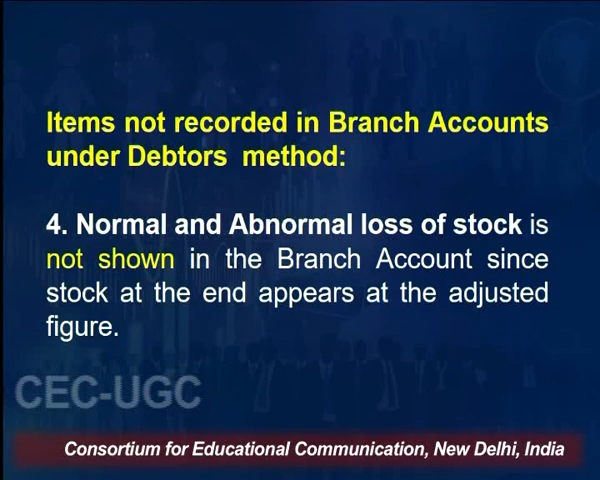 Items not recorded in Branch Accounts
under Debtors method:
4. Normal and Abnormal loss of stock is
not shown in the Branch Account since
stock at the end appears at the adjusted
figure.
CEC-UGC
Consortium for Educational Communication, New Delhi, India